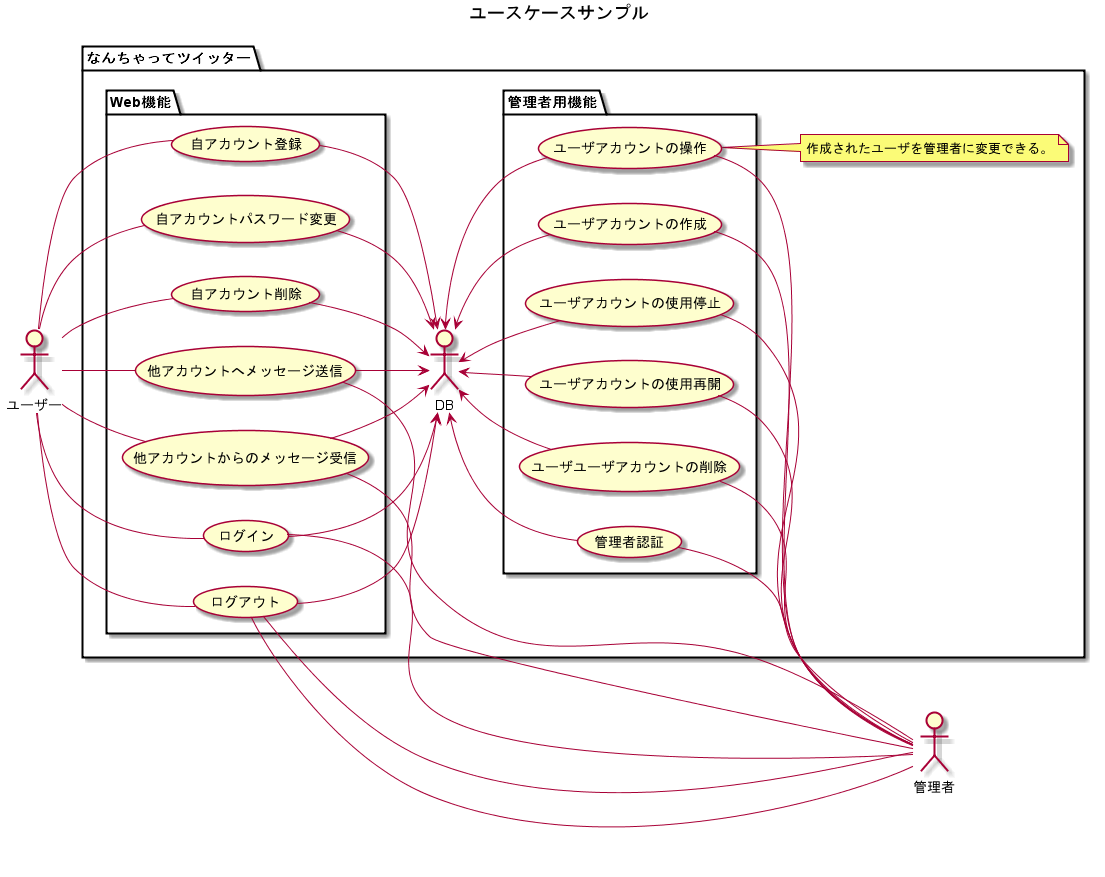 ユースケースサンプル
なんちゃってツイッター
Web機能
自アカウント登録
自アカウントパスワード変更
自アカウント削除
他アカウントへメッセージ送信
他アカウントからのメッセージ受信
ログイン
ログアウト
ユーザー
DB
管理者用機能
ユーザアカウントの操作
ユーザアカウントの作成
ユーザアカウントの使用停止
ユーザアカウントの使用再開
ユーザユーザアカウントの削除
管理者認証
作成されたユーザを管理者に変更できる。
管理者